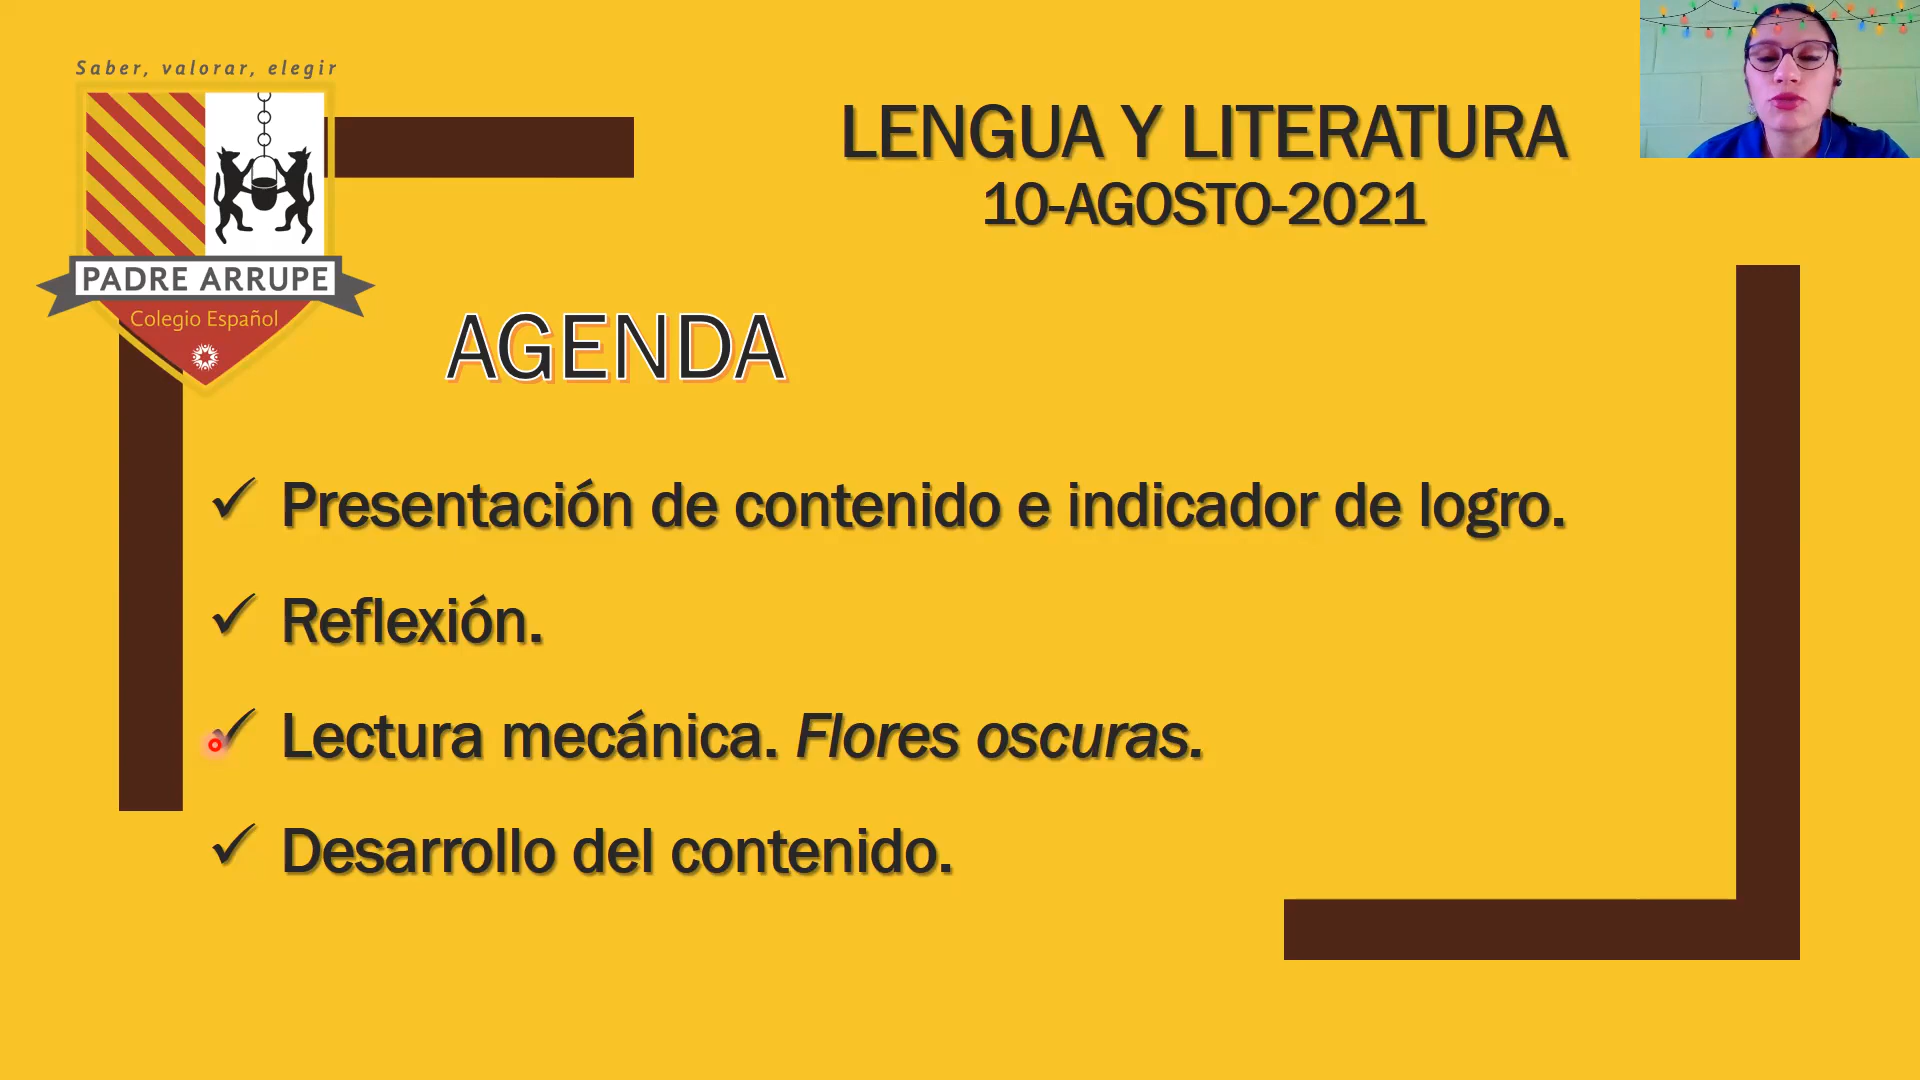 Saber, valorar, elegir
PADRE ARRUPE
Colegio Español
LENGUA Y LITERATURA
10-AGOSTO-2021
AGENDA
✓ Presentación de contenido e indicador de logro.
✓ Reflexión.
✓ Lectura mecánica. Flores oscuras.
✓ Desarrollo del contenido.